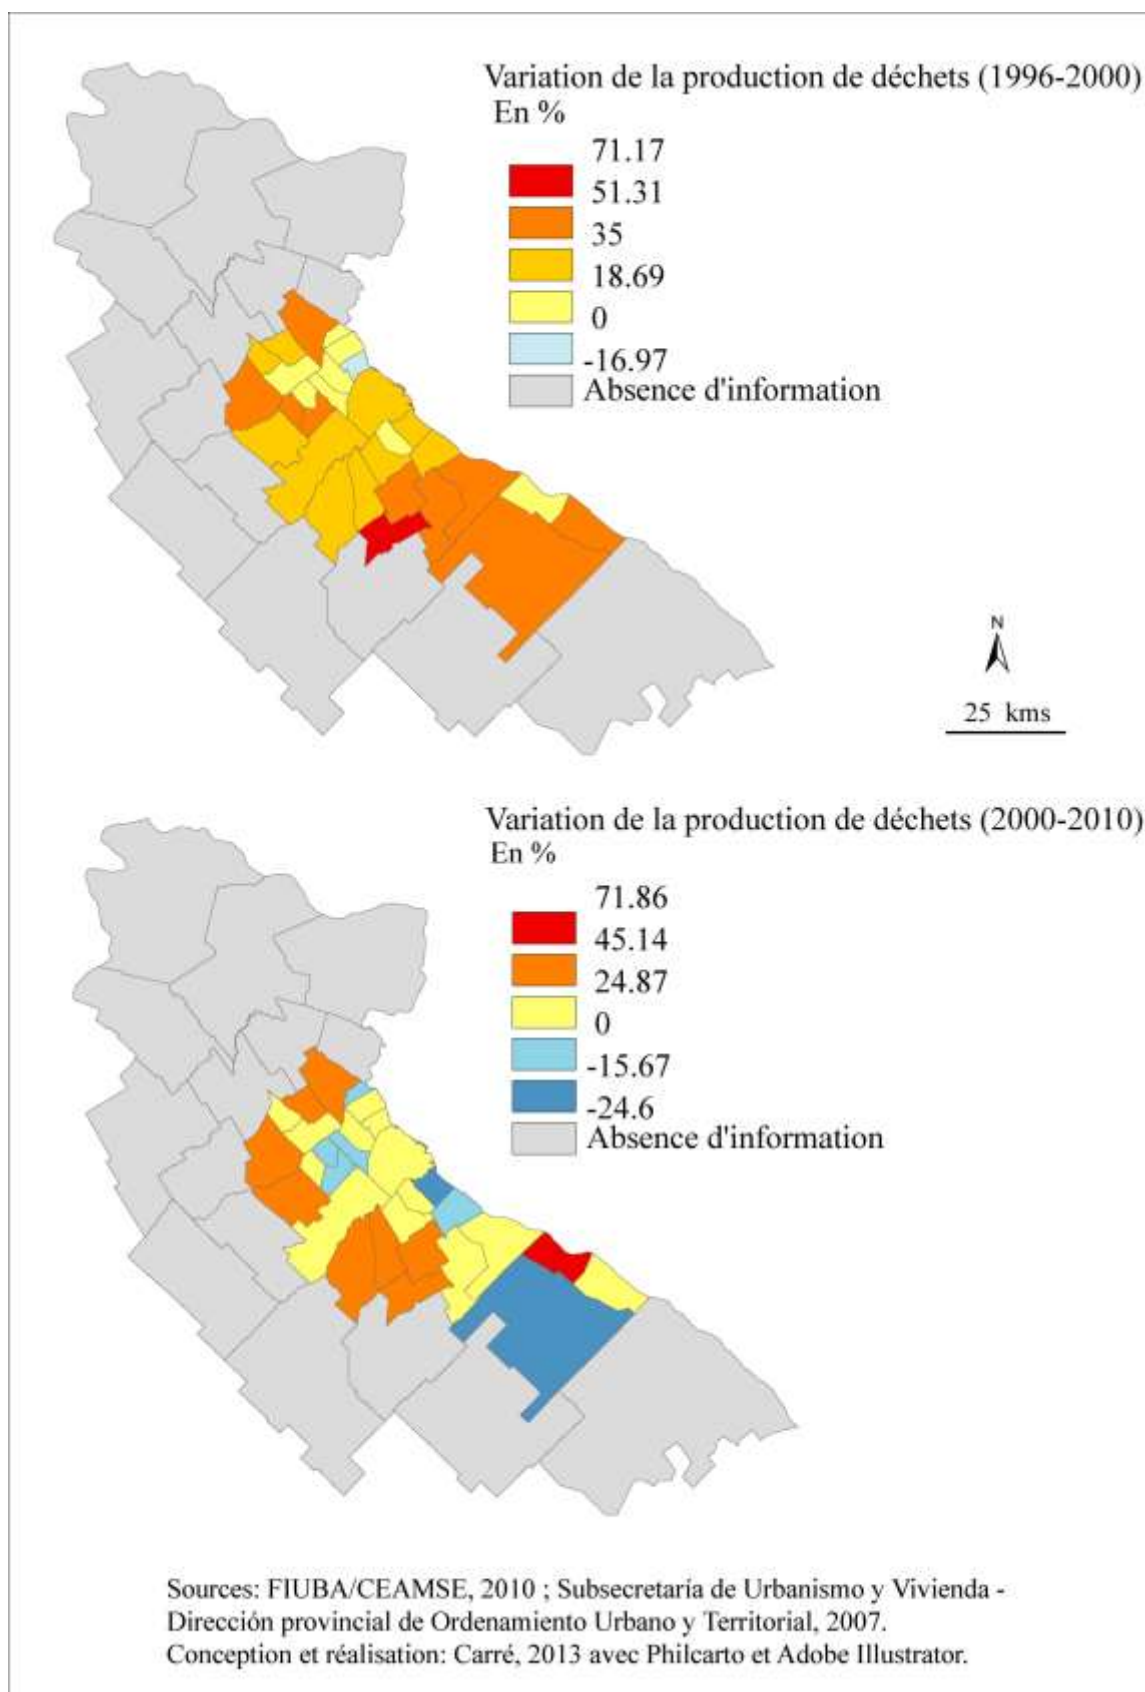 Variation de la production de déchets (1996-2000)
En %
71.17
51.31
35
18.69
0
-16.97
Absence d'information
N
25 kms
Variation de la production de déchets (2000-2010)
En %
71.86
45.14
24.87
0
-15.67
-24.6
Absence d'information
Sources: FIUBA/CEAMSE, 2010 ; Subsecretaría de Urbanismo y Vivienda -
Dirección provincial de Ordenamiento Urbano y Territorial, 2007.
Conception et réalisation: Carré, 2013 avec Philcarto et Adobe Illustrator.